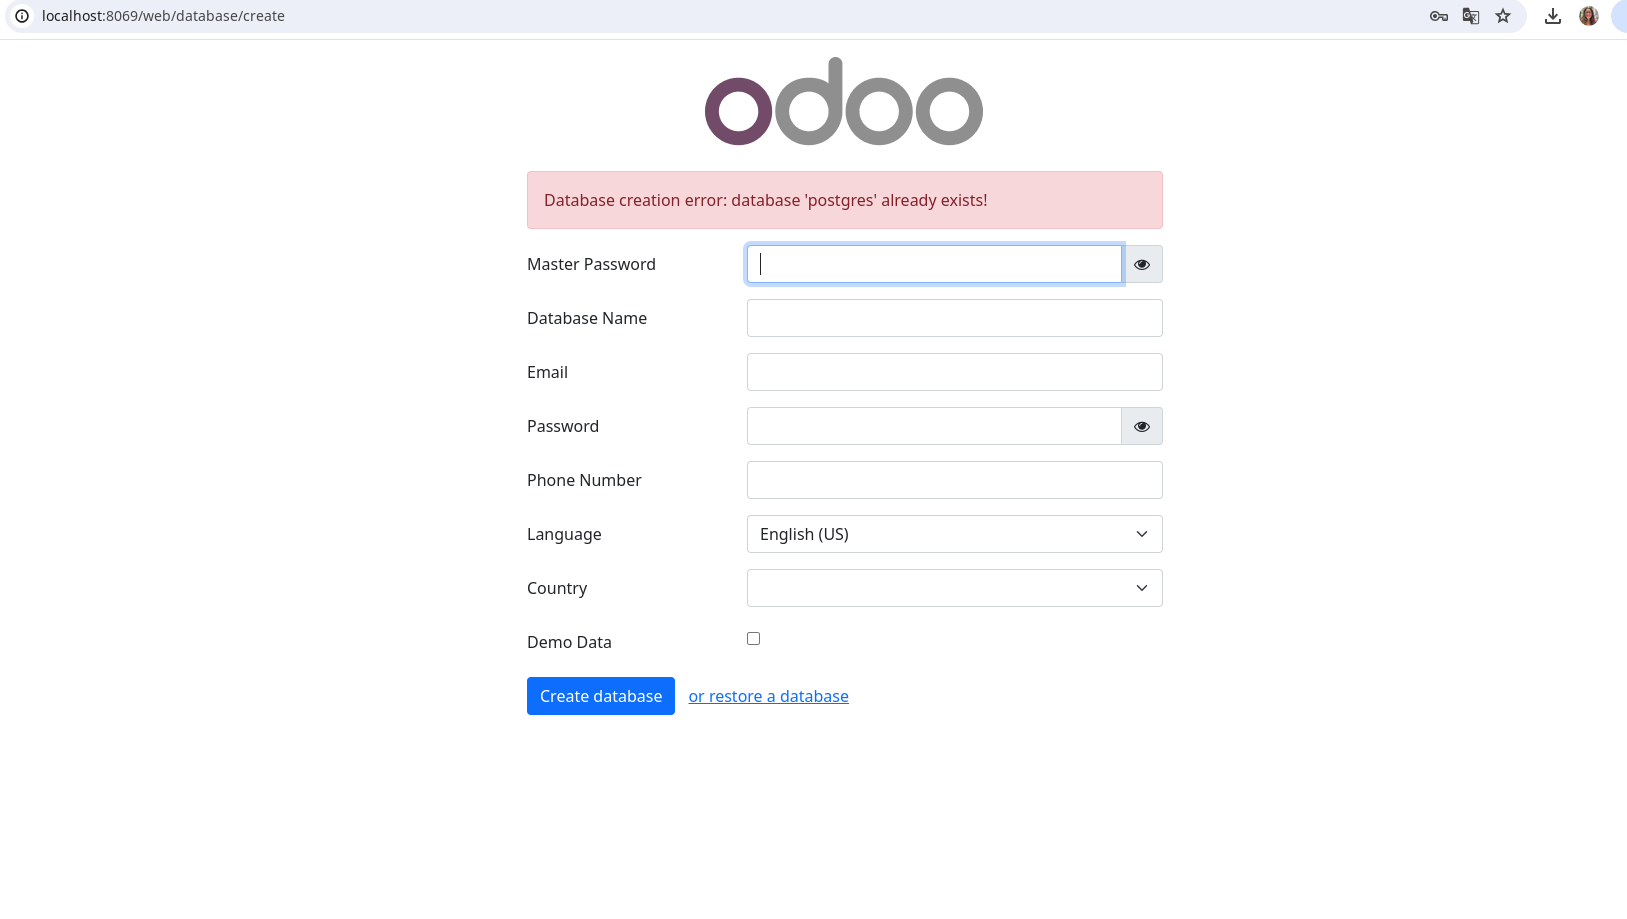 localhost:8069/web/database/create
odoo
Database creation error: database 'postgres' already exists!
Master Password
Database Name
Email
Password
Phone Number
Language English (US)
Country
Demo Data
Create database or restore a database